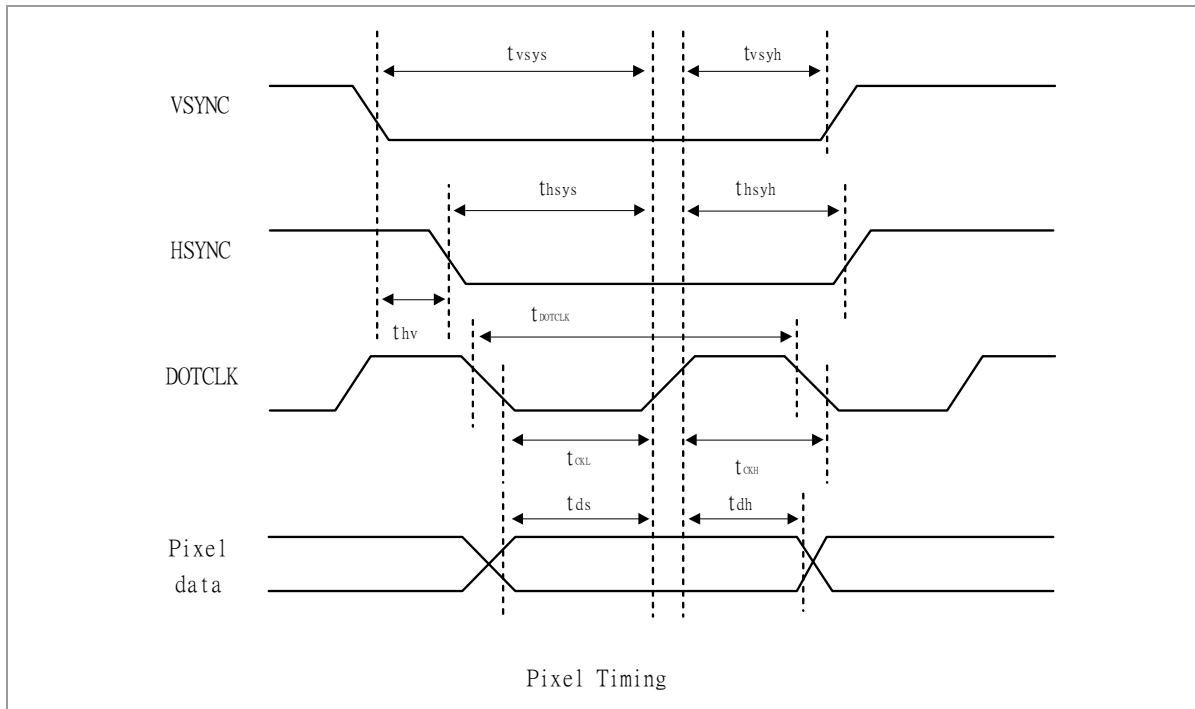 tvsys
tvsyh
VSYNC
thsys
thsyh
HSYNC
thv
tDOTCLK
DOTCLK
tCKL
tCKH
tds
tdh
Pixel
data
Pixel Timing